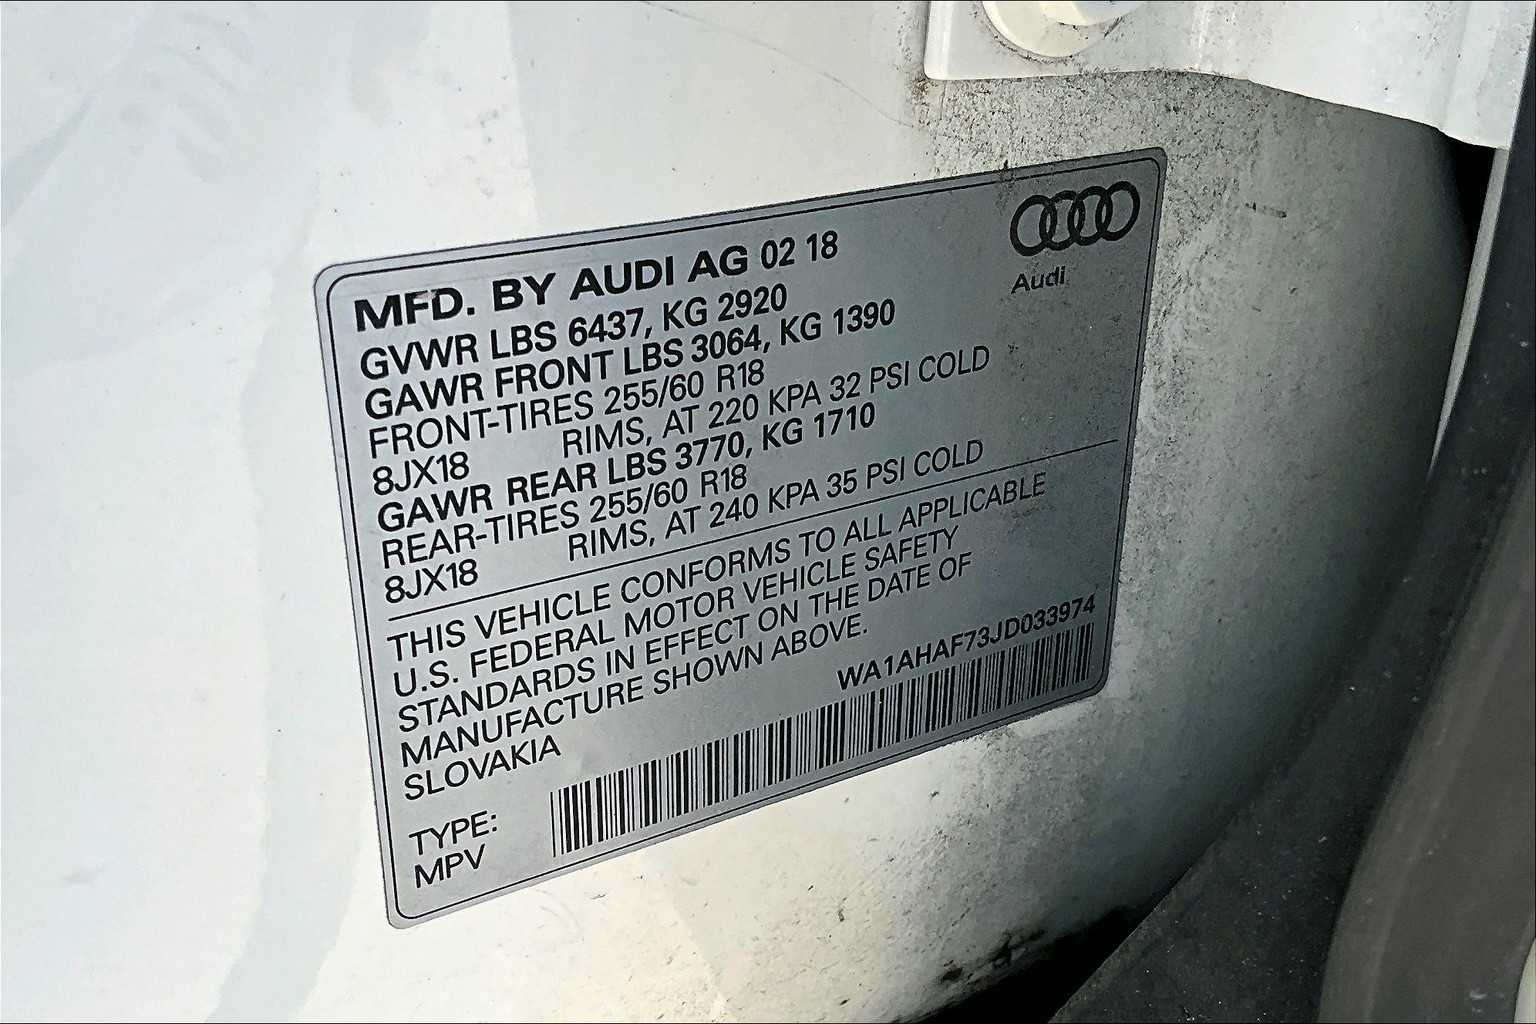 MFD. BY AUDI AG 02 18
Audi
GVWR LBS 6437, KG 2920
GAWR FRONT LBS 3064, KG 1390
FRONT-TIRES 255/60 R18
8JX18 RIMS, AT 220 KPA 32 PSI COLD
GAWR REAR LBS 3770, KG 1710
REAR-TIRES 255/60 R18
8JX18 RIMS, AT 240 KPA 35 PSI COLD
THIS VEHICLE CONFORMS TO ALL APPLICABLE
U.S. FEDERAL MOTOR VEHICLE SAFETY
STANDARDS IN EFFECT ON THE DATE OF
MANUFACTURE SHOWN ABOVE.
SLOVAKIA
WA1AHAF73JD033974
TYPE:
MPV